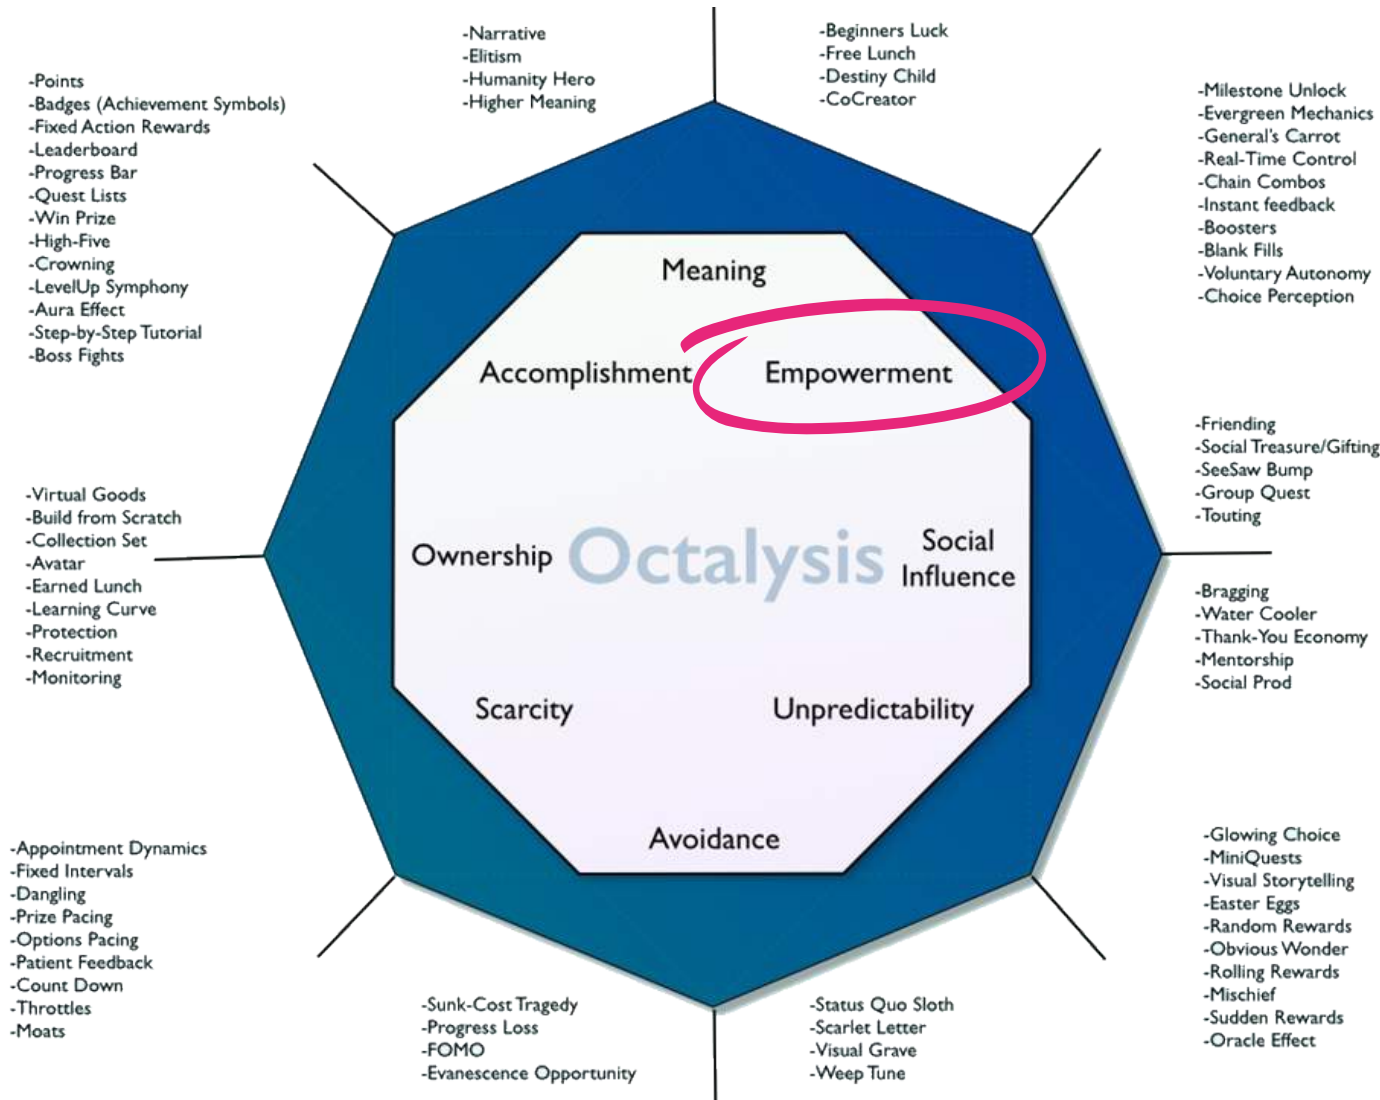 -Narrative
-Elitism
-Humanity Hero
-Higher Meaning
-Beginners Luck
-Free Lunch
-Destiny Child
-CoCreator
-Points
-Badges (Achievement Symbols)
-Fixed Action Rewards
-Leaderboard
-Progress Bar
-Quest Lists
-Win Prize
-High-Five
-Crowning
-LevelUp Symphony
-Aura Effect
-Step-by-Step Tutorial
-Boss Fights
-Milestone Unlock
-Evergreen Mechanics
-General's Carrot
-Real-Time Control
-Chain Combos
-Instant feedback
-Boosters
-Blank Fills
-Voluntary Autonomy
-Choice Perception
Meaning
Accomplishment
Empowerment
Ownership
Octalysis
Social
Influence
Scarcity
Unpredictability
Avoidance
-Virtual Goods
-Build from Scratch
-Collection Set
-Avatar
-Earned Lunch
-Learning Curve
-Protection
-Recruitment
-Monitoring
-Friending
-Social Treasure/Gifting
-SeeSaw Bump
-Group Quest
-Touting
-Bragging
-Water Cooler
-Thank-You Economy
-Mentorship
-Social Prod
-Appointment Dynamics
-Fixed Intervals
-Dangling
-Prize Pacing
-Options Pacing
-Patient Feedback
-Count Down
-Throttles
-Moats
-Sunk-Cost Tragedy
-Progress Loss
-FOMO
-Evanescence Opportunity
-Status Quo Sloth
-Scarlet Letter
-Visual Grave
-Weep Tune
-Glowing Choice
-MiniQuests
-Visual Storytelling
-Easter Eggs
-Random Rewards
-Obvious Wonder
-Rolling Rewards
-Mischief
-Sudden Rewards
-Oracle Effect